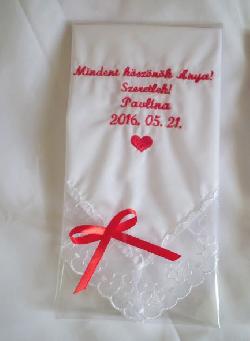 Mindent köszönök Anya!
Szeretlek!
Paulina
2016. 05. 21.